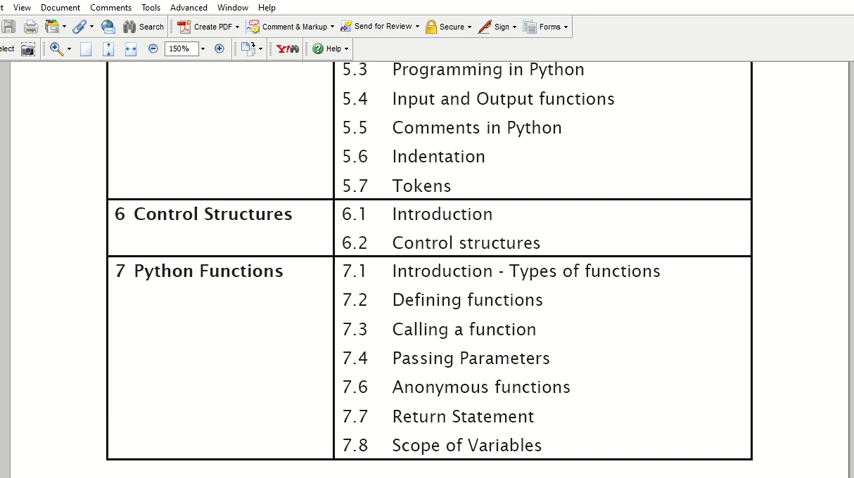 t View Document Comments Tools Advanced Window Help
Search Create PDF Comment & Markup Send for Review Secure Sign Forms
elect 150% Y! Help
5.3 Programming in Python
5.4 Input and Output functions
5.5 Comments in Python
5.6 Indentation
5.7 Tokens
6 Control Structures 6.1 Introduction
6.2 Control structures
7 Python Functions 7.1 Introduction - Types of functions
7.2 Defining functions
7.3 Calling a function
7.4 Passing Parameters
7.6 Anonymous functions
7.7 Return Statement
7.8 Scope of Variables